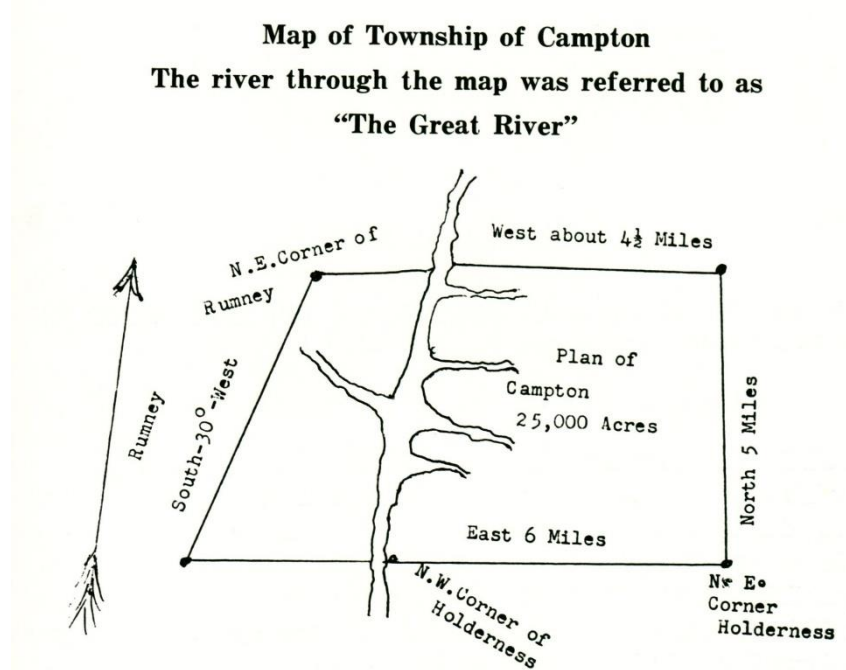 Map of Township of Campton
The river through the map was referred to as
“The Great River”
West about 4½ Miles
N.E.Corner of
Rumney
Rumney
South-30°-West
Plan of
Campton
25,000 Acres
North 5 Miles
East 6 Miles
N.W.Corner of
Holderness
N. E.
Corner
Holderness